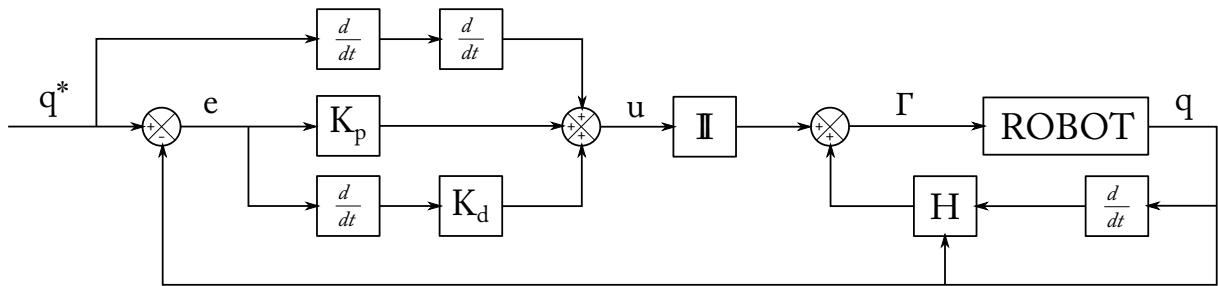 d/dt d/dt
q* e K_p u 𝕀 Γ ROBOT q
+ - + + + + +
d/dt K_d H d/dt